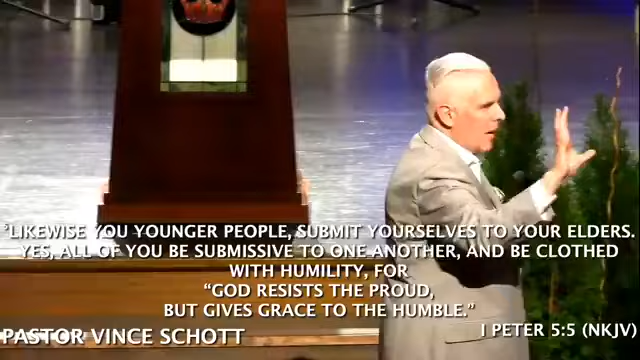 ⁵LIKEWISE YOU YOUNGER PEOPLE, SUBMIT YOURSELVES TO YOUR ELDERS.
YES, ALL OF YOU BE SUBMISSIVE TO ONE ANOTHER, AND BE CLOTHED
WITH HUMILITY, FOR
“GOD RESISTS THE PROUD,
BUT GIVES GRACE TO THE HUMBLE.”
PASTOR VINCE SCHOTT
I PETER 5:5 (NKJV)